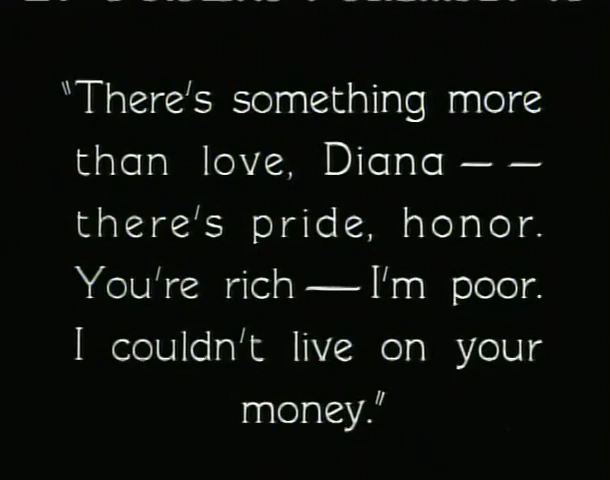 "There's something more
than love, Diana — —
there's pride, honor.
You're rich — I'm poor.
I couldn't live on your
money."